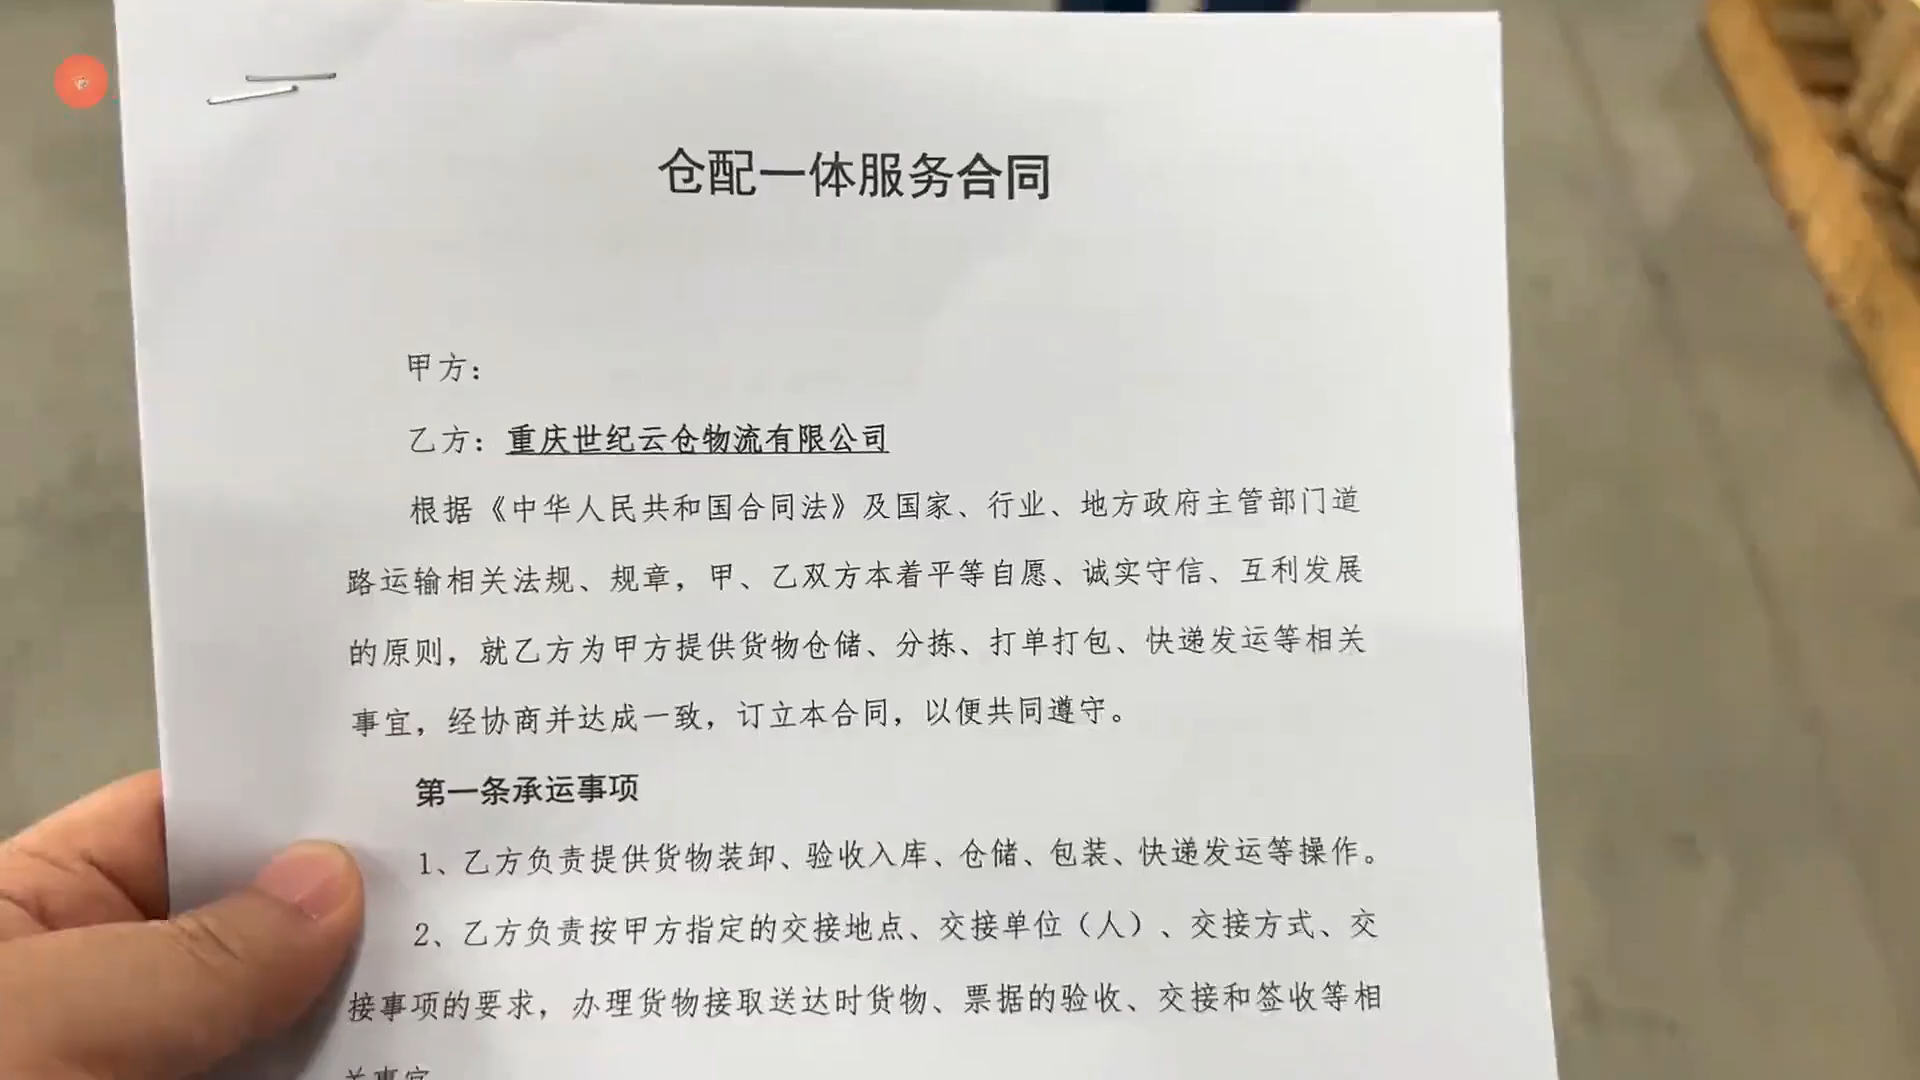 仓配一体服务合同
甲方：
乙方：重庆世纪云仓物流有限公司
根据《中华人民共和国合同法》及国家、行业、地方政府主管部门道
路运输相关法规、规章，甲、乙双方本着平等自愿、诚实守信、互利发展
的原则，就乙方为甲方提供货物仓储、分拣、打单打包、快递发运等相关
事宜，经协商并达成一致，订立本合同，以便共同遵守。
第一条承运事项
1、乙方负责提供货物装卸、验收入库、仓储、包装、快递发运等操作。
2、乙方负责按甲方指定的交接地点、交接单位（人）、交接方式、交
接事项的要求，办理货物接取送达时货物、票据的验收、交接和签收等相
关事宜